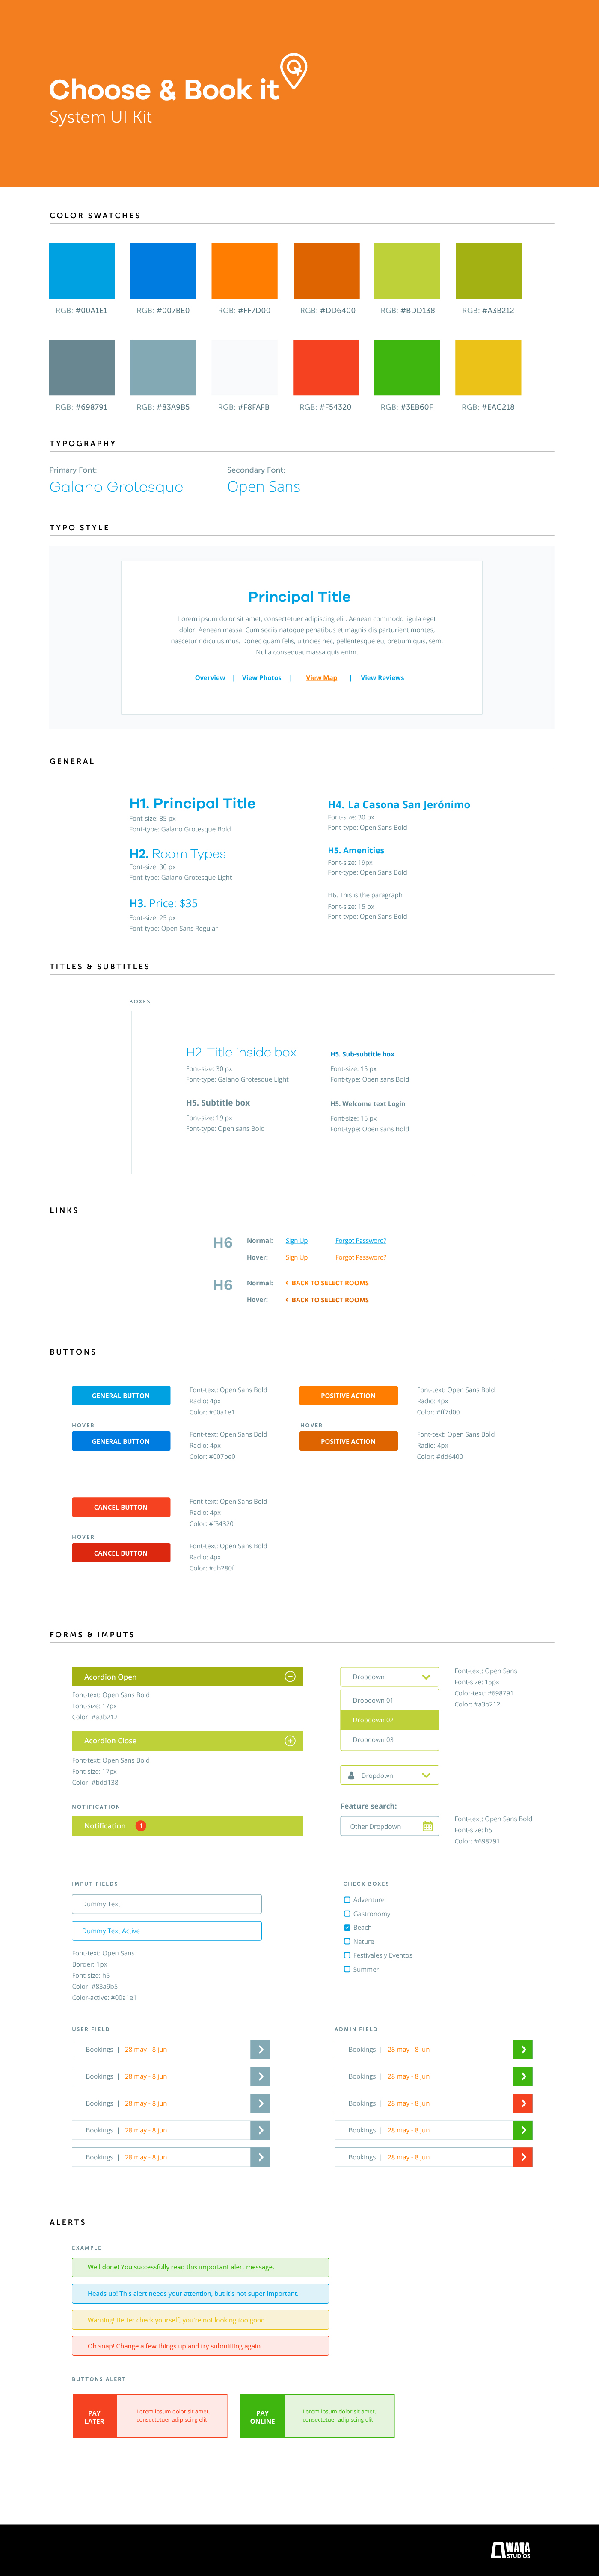 Choose & Book it
System UI Kit
COLOR SWATCHES
RGB: #00A1E1 RGB: #007BE0 RGB: #FF7D00 RGB: #DD6400 RGB: #BDD138 RGB: #A3B212
RGB: #698791 RGB: #83A9B5 RGB: #F8FAFB RGB: #F54320 RGB: #3EB60F RGB: #EAC218
TYPOGRAPHY
Primary Font: Secondary Font:
Galano Grotesque Open Sans
TYPO STYLE
Principal Title
Lorem ipsum dolor sit amet, consectetuer adipiscing elit. Aenean commodo ligula eget
dolor. Aenean massa. Cum sociis natoque penatibus et magnis dis parturient montes,
nascetur ridiculus mus. Donec quam felis, ultricies nec, pellentesque eu, pretium quis, sem.
Nulla consequat massa quis enim.
Overview | View Photos | View Map | View Reviews
GENERAL
H1. Principal Title
Font-size: 35 px
Font-type: Galano Grotesque Bold
H2. Room Types
Font-size: 30 px
Font-type: Galano Grotesque Light
H3. Price: $35
Font-size: 25 px
Font-type: Open Sans Regular
H4. La Casona San Jerónimo
Font-size: 30 px
Font-type: Open Sans Bold
H5. Amenities
Font-size: 19px
Font-type: Open Sans Bold
H6. This is the paragraph
Font-size: 15 px
Font-type: Open Sans Bold
TITLES & SUBTITLES
BOXES
H2. Title inside box
Font-size: 30 px
Font-type: Galano Grotesque Light
H5. Subtitle box
Font-size: 19 px
Font-type: Open sans Bold
H5. Sub-subtitle box
Font-size: 15 px
Font-type: Open sans Bold
H5. Welcome text Login
Font-size: 15 px
Font-type: Open sans Bold
LINKS
H6 Normal: Sign Up Forgot Password?
Hover: Sign Up Forgot Password?
H6 Normal: BACK TO SELECT ROOMS
Hover: BACK TO SELECT ROOMS
BUTTONS
GENERAL BUTTON
Font-text: Open Sans Bold
Radio: 4px
Color: #00a1e1
HOVER
GENERAL BUTTON
Font-text: Open Sans Bold
Radio: 4px
Color: #007be0
POSITIVE ACTION
Font-text: Open Sans Bold
Radio: 4px
Color: #ff7d00
HOVER
POSITIVE ACTION
Font-text: Open Sans Bold
Radio: 4px
Color: #dd6400
CANCEL BUTTON
Font-text: Open Sans Bold
Radio: 4px
Color: #f54320
HOVER
CANCEL BUTTON
Font-text: Open Sans Bold
Radio: 4px
Color: #db280f
FORMS & IMPUTS
Acordion Open
Font-text: Open Sans Bold
Font-size: 17px
Color: #a3b212
Acordion Close
Font-text: Open Sans Bold
Font-size: 17px
Color: #bdd138
NOTIFICATION
Notification 1
Dropdown
Dropdown 01
Dropdown 02
Dropdown 03
Font-text: Open Sans
Font-size: 15px
Color-text: #698791
Color: #a3b212
Dropdown
Feature search:
Other Dropdown
Font-text: Open Sans Bold
Font-size: h5
Color: #698791
IMPUT FIELDS
Dummy Text
Dummy Text Active
Font-text: Open Sans
Border: 1px
Font-size: h5
Color: #83a9b5
Color-active: #00a1e1
CHECK BOXES
Adventure
Gastronomy
Beach
Nature
Festivales y Eventos
Summer
USER FIELD
Bookings | 28 may - 8 jun
Bookings | 28 may - 8 jun
Bookings | 28 may - 8 jun
Bookings | 28 may - 8 jun
Bookings | 28 may - 8 jun
ADMIN FIELD
Bookings | 28 may - 8 jun
Bookings | 28 may - 8 jun
Bookings | 28 may - 8 jun
Bookings | 28 may - 8 jun
Bookings | 28 may - 8 jun
ALERTS
EXAMPLE
Well done! You successfully read this important alert message.
Heads up! This alert needs your attention, but it's not super important.
Warning! Better check yourself, you're not looking too good.
Oh snap! Change a few things up and try submitting again.
BUTTONS ALERT
PAY
LATER
Lorem ipsum dolor sit amet,
consectetuer adipiscing elit
PAY
ONLINE
Lorem ipsum dolor sit amet,
consectetuer adipiscing elit
WAQA
STUDIOS